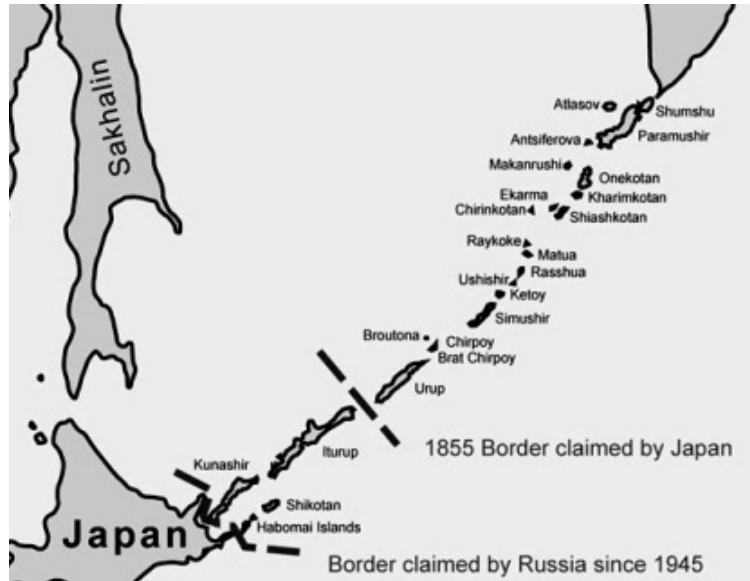 Sakhalin
Atlasov
Shumshu
Paramushir
Antsiferova
Makanrushi
Onekotan
Ekarma
Kharimkotan
Chirinkotan
Shiashkotan
Raykoke
Matua
Rasshua
Ushishir
Ketoy
Simushir
Broutona
Chirpoy
Brat Chirpoy
Urup
1855 Border claimed by Japan
Iturup
Kunashir
Shikotan
Japan
Habomai Islands
Border claimed by Russia since 1945